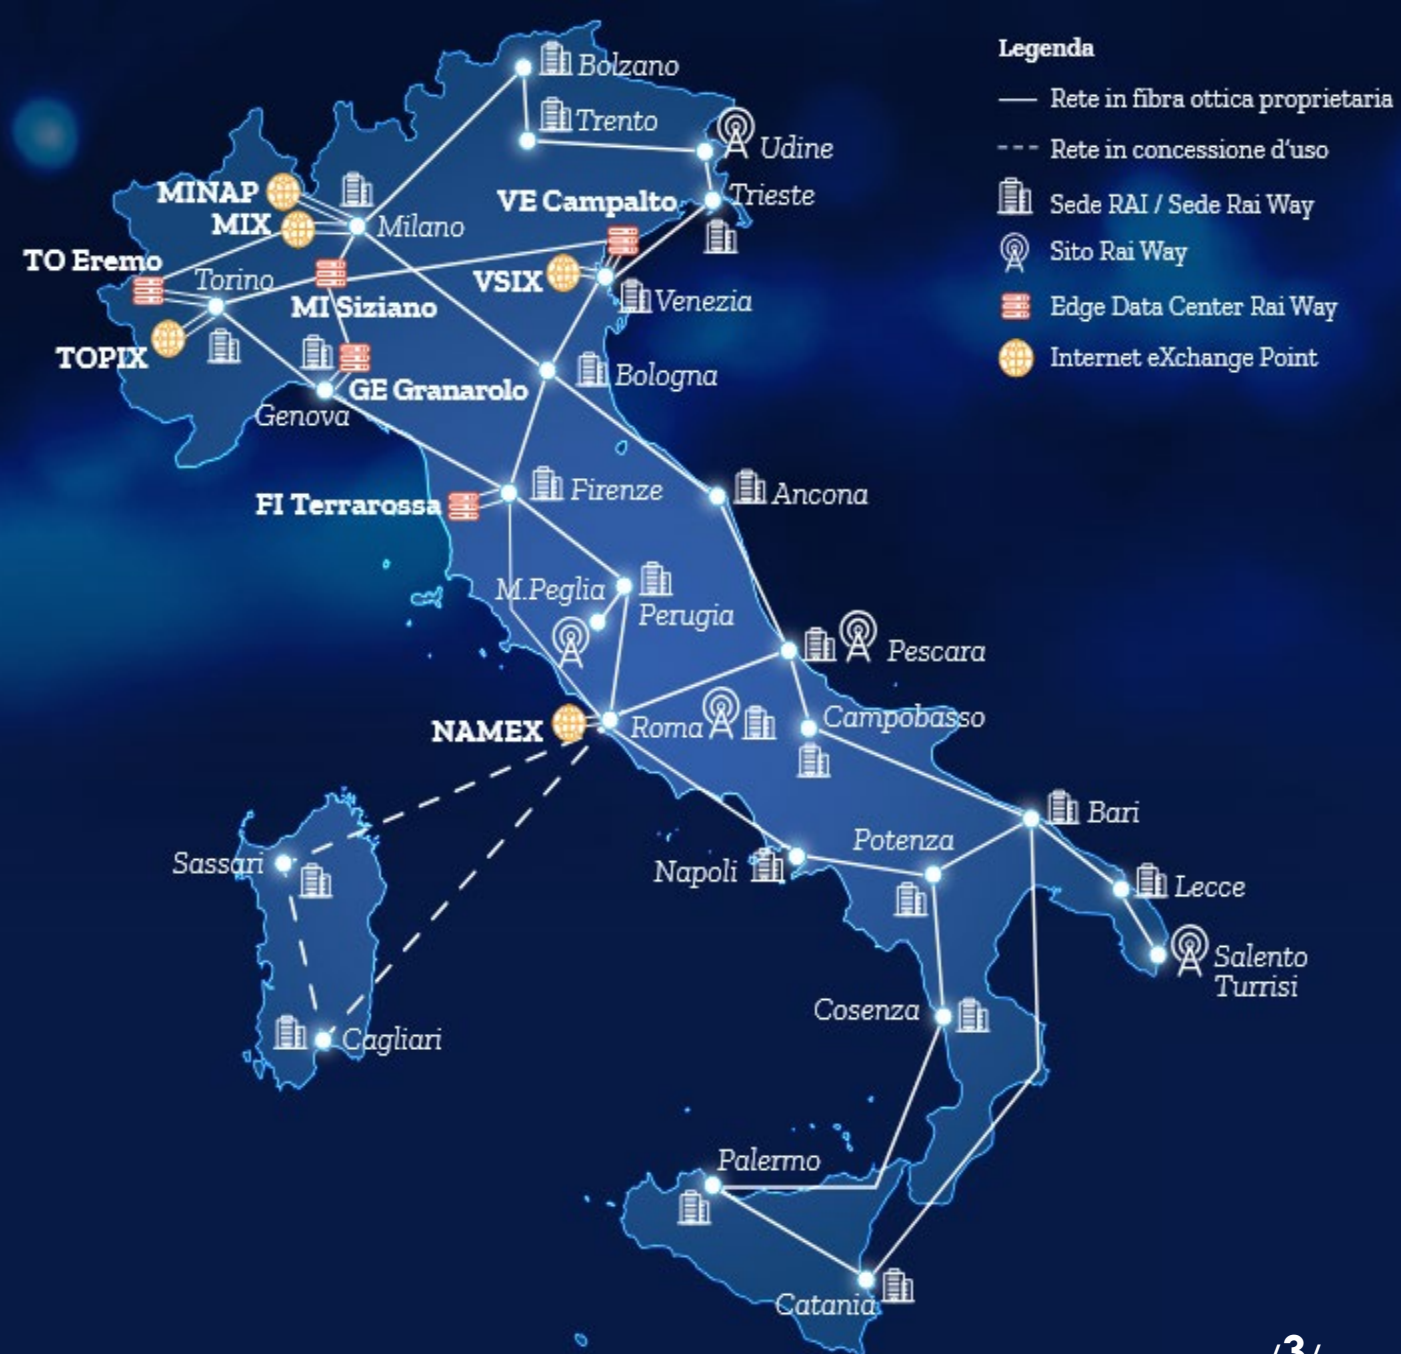 Legenda
Rete in fibra ottica proprietaria
Rete in concessione d'uso
Sede RAI / Sede Rai Way
Sito Rai Way
Edge Data Center Rai Way
Internet eXchange Point
Bolzano
Trento
Udine
Trieste
MINAP
MIX
Milano
VE Campalto
TO Eremo
Torino
VSIX
Venezia
MI Siziano
TOPIX
GE Granarolo
Genova
Bologna
FI Terrarossa
Firenze
Ancona
M.Peglia
Perugia
Pescara
NAMEX
Roma
Campobasso
Bari
Potenza
Napoli
Sassari
Lecce
Salento
Turrisi
Cosenza
Cagliari
Palermo
Catania
/3/